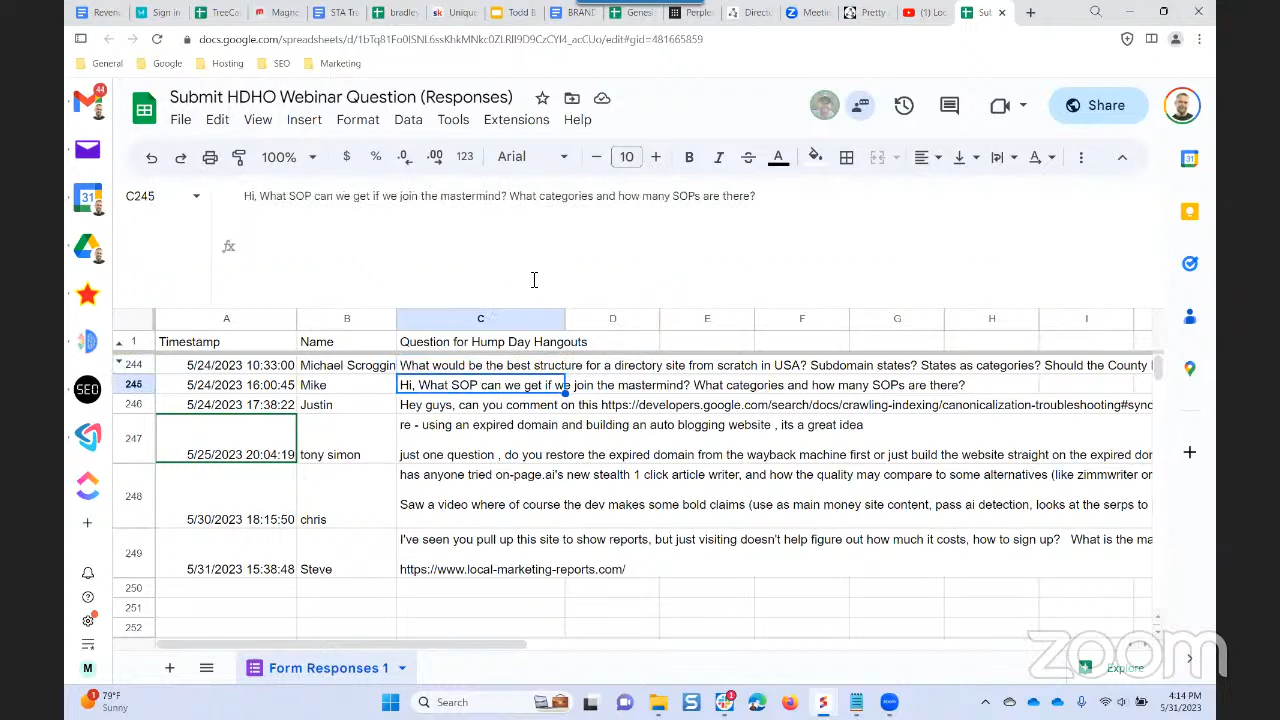 Reven
Sign in
TreeCo
Magne
STA Tr
bradle
Unique
Todd B
BRAND
Genes
Perple
Directo
Meetin
Pretty
(1) Loc
Sub
docs.google.com/spreadsheets/d/1bTq81Fo0ISNL6ssKhkMNkc0ZLRlI9D9CzCYl4_acCUo/edit#gid=481665859
General
Google
Hosting
SEO
Marketing
44
Submit HDHO Webinar Question (Responses)
Share
File
Edit
View
Insert
Format
Data
Tools
Extensions
Help
100%
$
%
.0
.00
123
Arial
10
B
I
A
C245
Hi, What SOP can we get if we join the mastermind? What categories and how many SOPs are there?
fx
31
A
B
C
D
E
F
G
H
I
1
Timestamp
Name
Question for Hump Day Hangouts
244
5/24/2023 10:33:00
Michael Scroggin
What would be the best structure for a directory site from scratch in USA? Subdomain states? States as categories? Should the County
245
5/24/2023 16:00:45
Mike
Hi, What SOP can we get if we join the mastermind? What categories and how many SOPs are there?
246
5/24/2023 17:38:22
Justin
Hey guys, can you comment on this https://developers.google.com/search/docs/crawling-indexing/canonicalization-troubleshooting#sync
re - using an expired domain and building an auto blogging website , its a great idea
247
5/25/2023 20:04:19
tony simon
just one question , do you restore the expired domain from the wayback machine first or just build the website straight on the expired dor
has anyone tried on-page.ai's new stealth 1 click article writer, and how the quality may compare to some alternatives (like zimmwriter or
248
Saw a video where of course the dev makes some bold claims (use as main money site content, pass ai detection, looks at the serps to
5/30/2023 18:15:50
chris
I've seen you pull up this site to show reports, but just visiting doesn't help figure out how much it costs, how to sign up? What is the ma
249
5/31/2023 15:38:48
Steve
https://www.local-marketing-reports.com/
250
251
252
SEO
M
Form Responses 1
Explore
zoom
1
79°F
Sunny
Search
1
4:14 PM
5/31/2023